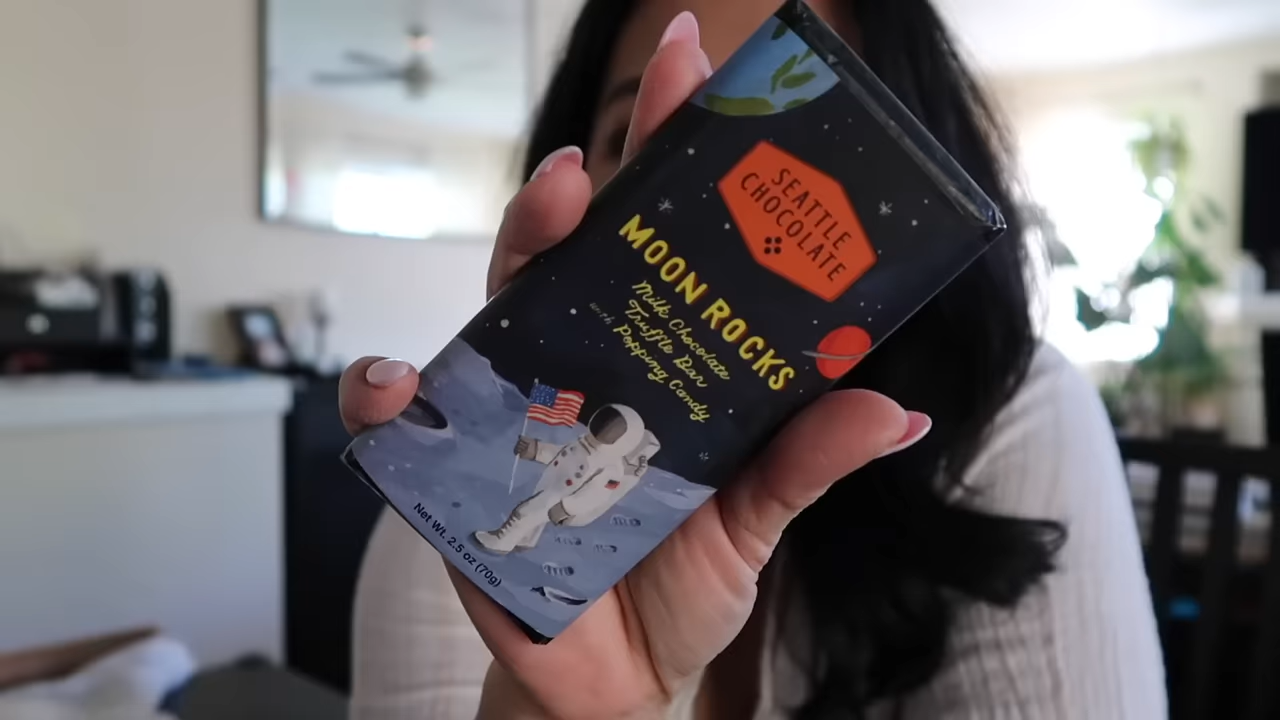 SEATTLE
CHOCOLATE
MOON ROCKS
Milk Chocolate
Truffle Bar
with Popping Candy
Net Wt. 2.5 oz (70g)